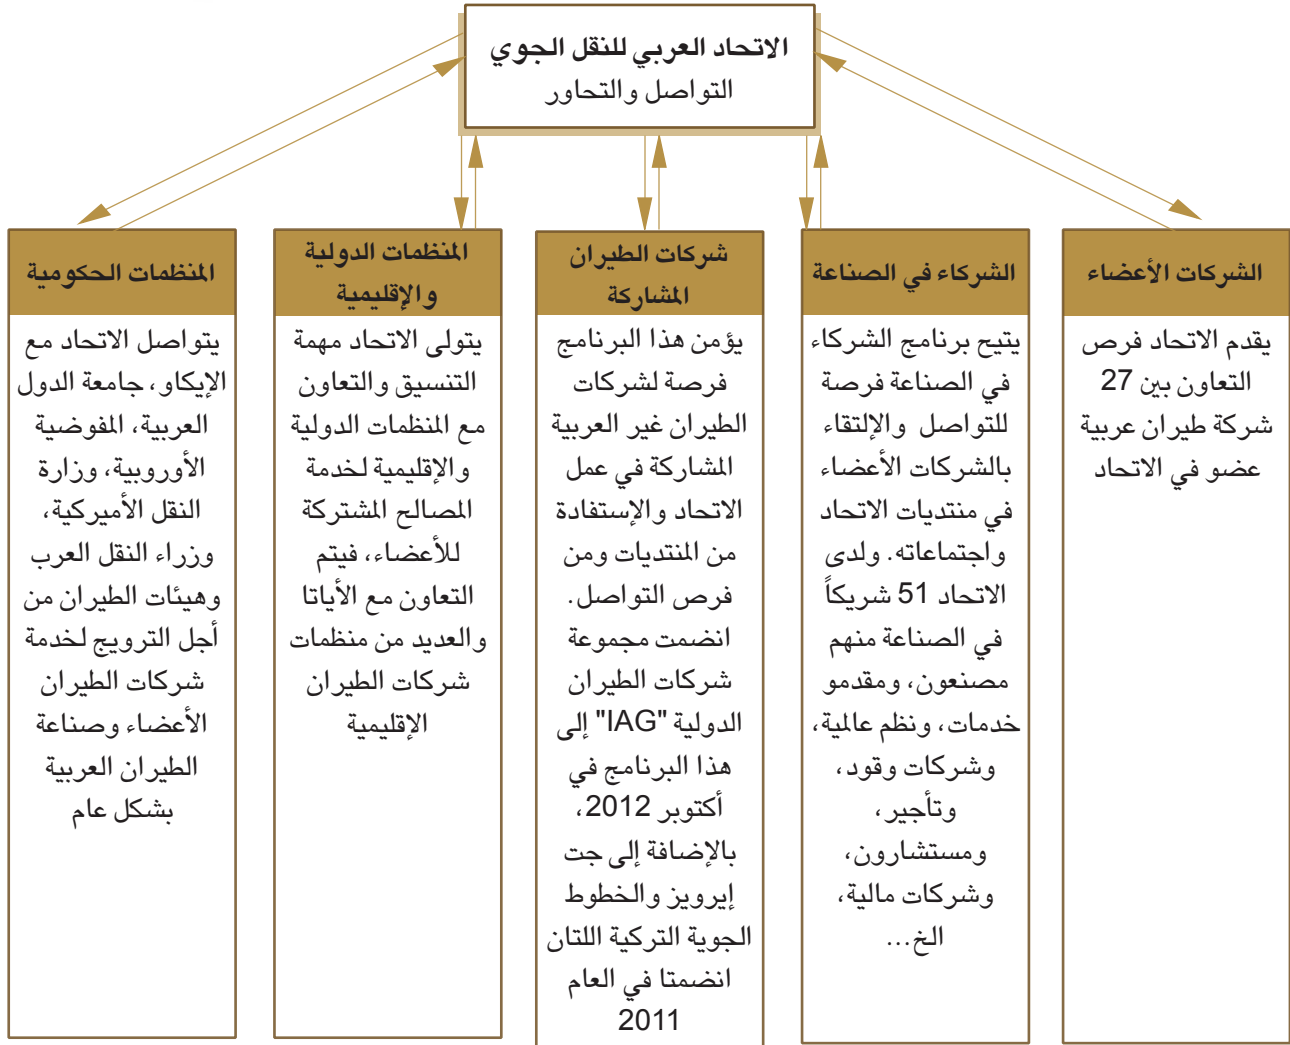 الاتحاد العربي للنقل الجوي
التواصل والتحاور
الشركات الأعضاء
يقدم الاتحاد فرص
التعاون بين 27
شركة طيران عربية
عضو في الاتحاد
الشركاء في الصناعة
يتيح برنامج الشركاء
في الصناعة فرصة
للتواصل والإلتقاء
بالشركات الأعضاء
في منتديات الاتحاد
واجتماعاته. ولدى
الاتحاد 51 شريكاً
في الصناعة منهم
مصنعون، ومقدمو
خدمات، ونظم عالمية،
وشركات وقود،
وتأجير،
ومستشارون،
وشركات مالية،
الخ...
شركات الطيران
المشاركة
يؤمن هذا البرنامج
فرصة لشركات
الطيران غير العربية
المشاركة في عمل
الاتحاد والإستفادة
من المنتديات ومن
فرص التواصل.
انضمت مجموعة
شركات الطيران
الدولية "IAG" إلى
هذا البرنامج في
أكتوبر 2012،
بالإضافة إلى جت
إيرويز والخطوط
الجوية التركية اللتان
انضمتا في العام
2011
المنظمات الدولية
والإقليمية
يتولى الاتحاد مهمة
التنسيق والتعاون
مع المنظمات الدولية
والإقليمية لخدمة
المصالح المشتركة
للأعضاء، فيتم
التعاون مع الأياتا
والعديد من منظمات
شركات الطيران
الإقليمية
المنظمات الحكومية
يتواصل الاتحاد مع
الإيكاو، جامعة الدول
العربية، المفوضية
الأوروبية، وزارة
النقل الأميركية،
وزراء النقل العرب
وهيئات الطيران من
أجل الترويج لخدمة
شركات الطيران
الأعضاء وصناعة
الطيران العربية
بشكل عام